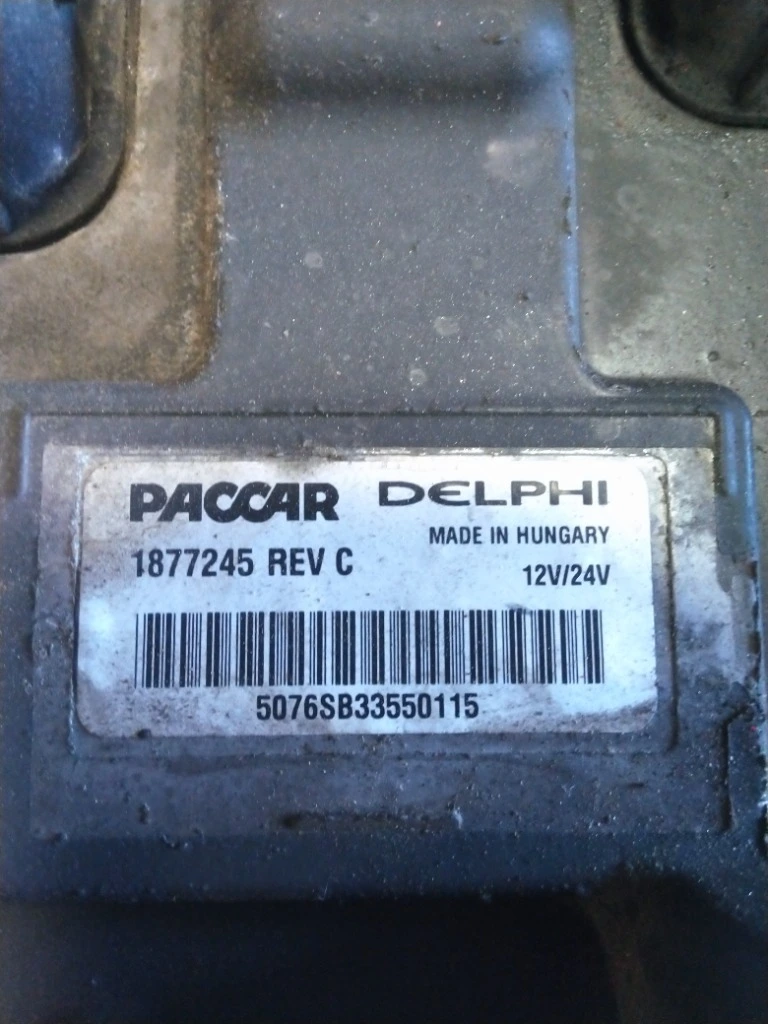 PACCAR DELPHI
MADE IN HUNGARY
1877245 REV C
12V/24V
5076SB33550115